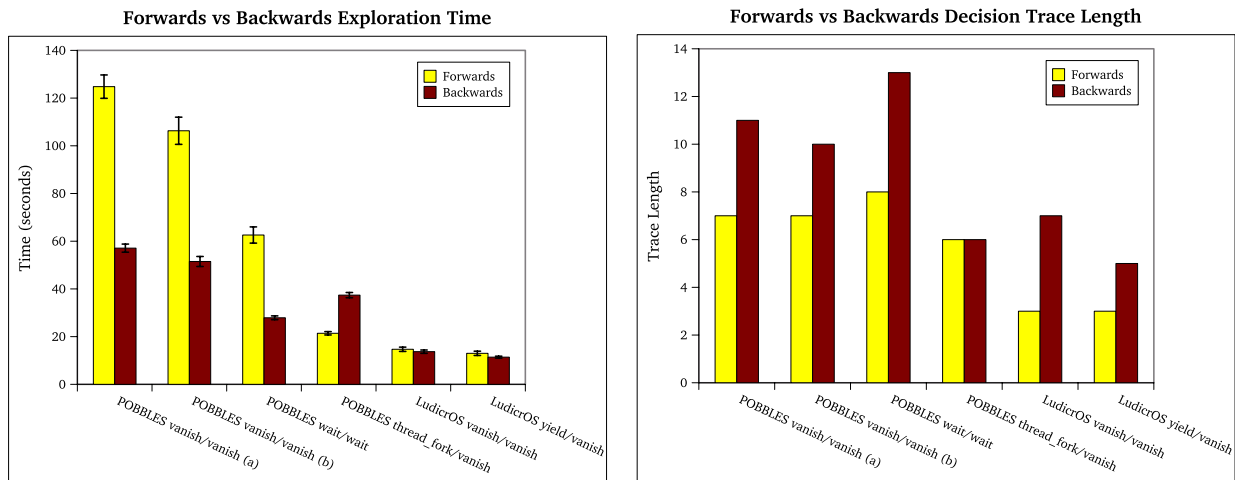 Forwards vs Backwards Exploration Time
140
120
100
80
60
40
20
0
Time (seconds)
Forwards
Backwards
POBBLES vanish/vanish (a)
POBBLES vanish/vanish (b)
POBBLES wait/wait
POBBLES thread_fork/vanish
LudicrOS vanish/vanish
LudicrOS yield/vanish
Forwards vs Backwards Decision Trace Length
14
12
10
8
6
4
2
0
Trace Length
Forwards
Backwards
POBBLES vanish/vanish (a)
POBBLES vanish/vanish (b)
POBBLES wait/wait
POBBLES thread_fork/vanish
LudicrOS vanish/vanish
LudicrOS yield/vanish